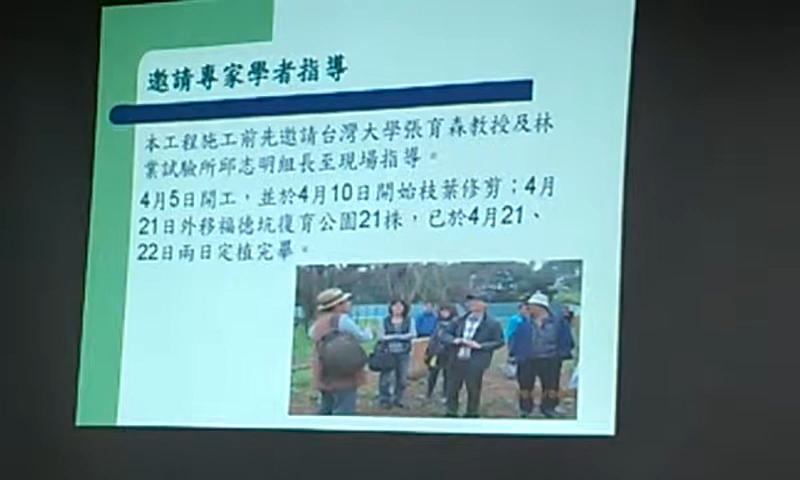 邀請專家學者指導
本工程施工前先邀請台灣大學張育森教授及林
業試驗所邱志明組長至現場指導。
4月5日開工，並於4月10日開始枝葉修剪；4月
21日外移福德坑復育公園21株，已於4月21、
22日兩日定植完畢。